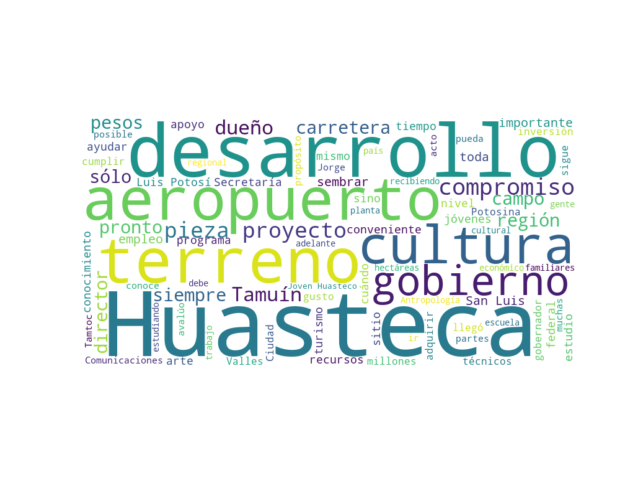 pesos apoyo dueño carretera tiempo importante
posible inversión
ayudar desarrollo toda pueda sigue
cumplir regional propósito mismo país acto
sólo Luis Potosí Secretaría Jorge sembrar recibiendo compromiso
aeropuerto sino planta nivel campo gente
pronto pieza proyecto conveniente jóvenes Potosina región
empleo programa adelante cultura cultural
conocimiento terreno hectáreas económico familiares
director conoce debe Joven Huasteco cuándo gobierno
siempre Tamuín gusto Antropología San Luis
Tamtoc estudiando avalúo trabajo Huasteca sitio ir adquirir llegó escuela gobernador federal muchas estudio
Ciudad turismo partes
Comunicaciones arte Valles recursos millones técnicos